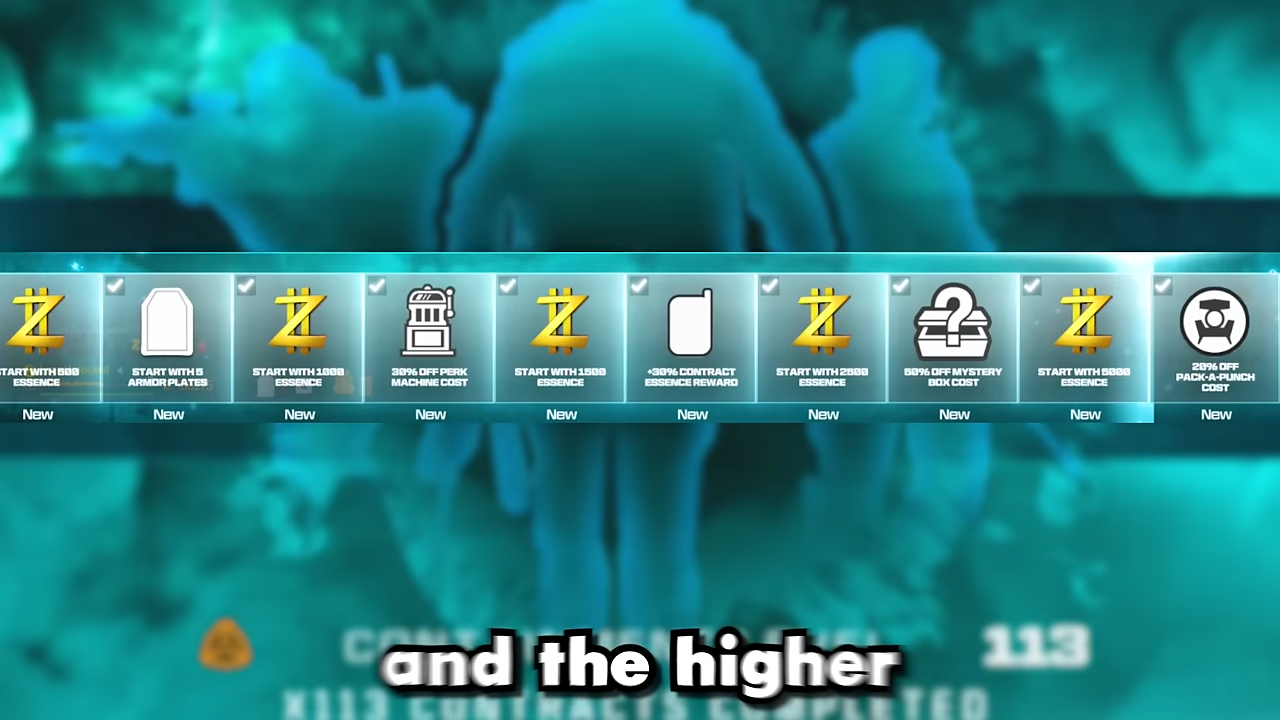 START WITH 500
ESSENCE
New
START WITH 5
ARMOR PLATES
New
START WITH 1000
ESSENCE
New
30% OFF PERK
MACHINE COST
New
START WITH 1500
ESSENCE
New
+30% CONTRACT
ESSENCE REWARD
New
START WITH 2500
ESSENCE
New
50% OFF MYSTERY
BOX COST
New
START WITH 5000
ESSENCE
New
20% OFF
PACK-A-PUNCH
COST
New
113
and the higher
X113 CONTRACTS COMPLETED